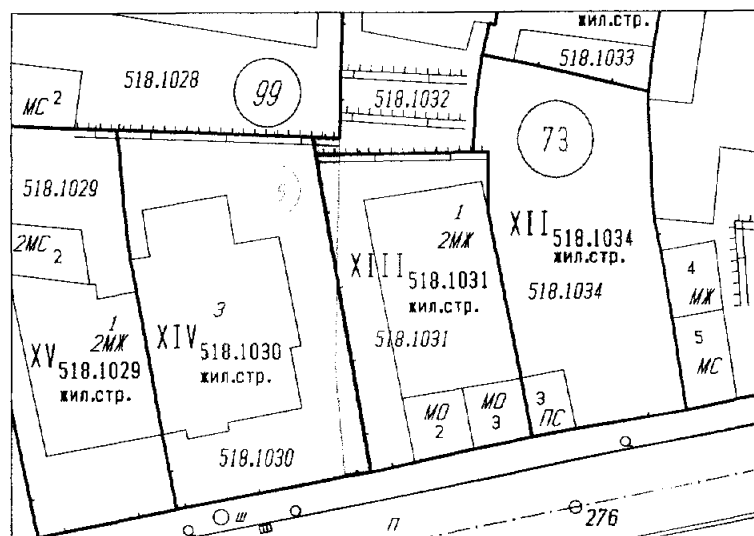 жил.стр.
518.1033
518.1028
99
518.1032
МС 2
73
518.1029
1
2МЖ
XII 518.1034
жил.стр.
2МС 2
XIII 518.1031
жил.стр.
4
МЖ
518.1034
3
1
2МЖ
XIV 518.1030
жил.стр.
518.1031
5
МС
XV 518.1029
жил.стр.
МО
2
МО
3
3
ПС
518.1030
Ш
П
276